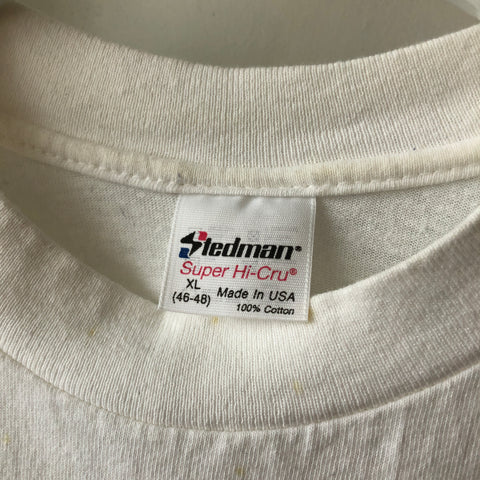 Stedman®
Super Hi-Cru®
XL
(46-48) Made In USA
100% Cotton